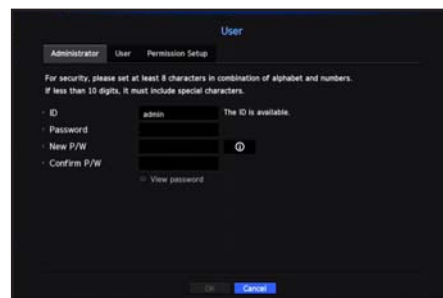 User
Administrator User Permission Setup
For security, please set at least 8 characters in combination of alphabet and numbers.
If less than 10 digits, it must include special characters.
ID admin The ID is available.
Password
New P/W
Confirm P/W
View password
OK Cancel